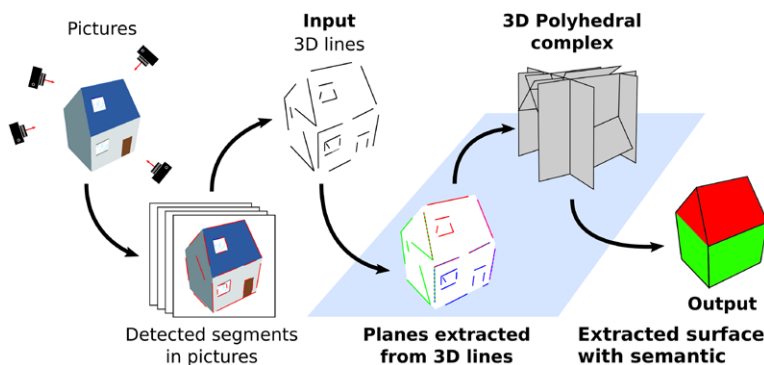 Pictures
Input
3D lines
3D Polyhedral
complex
Detected segments
in pictures
Planes extracted
from 3D lines
Output
Extracted surface
with semantic